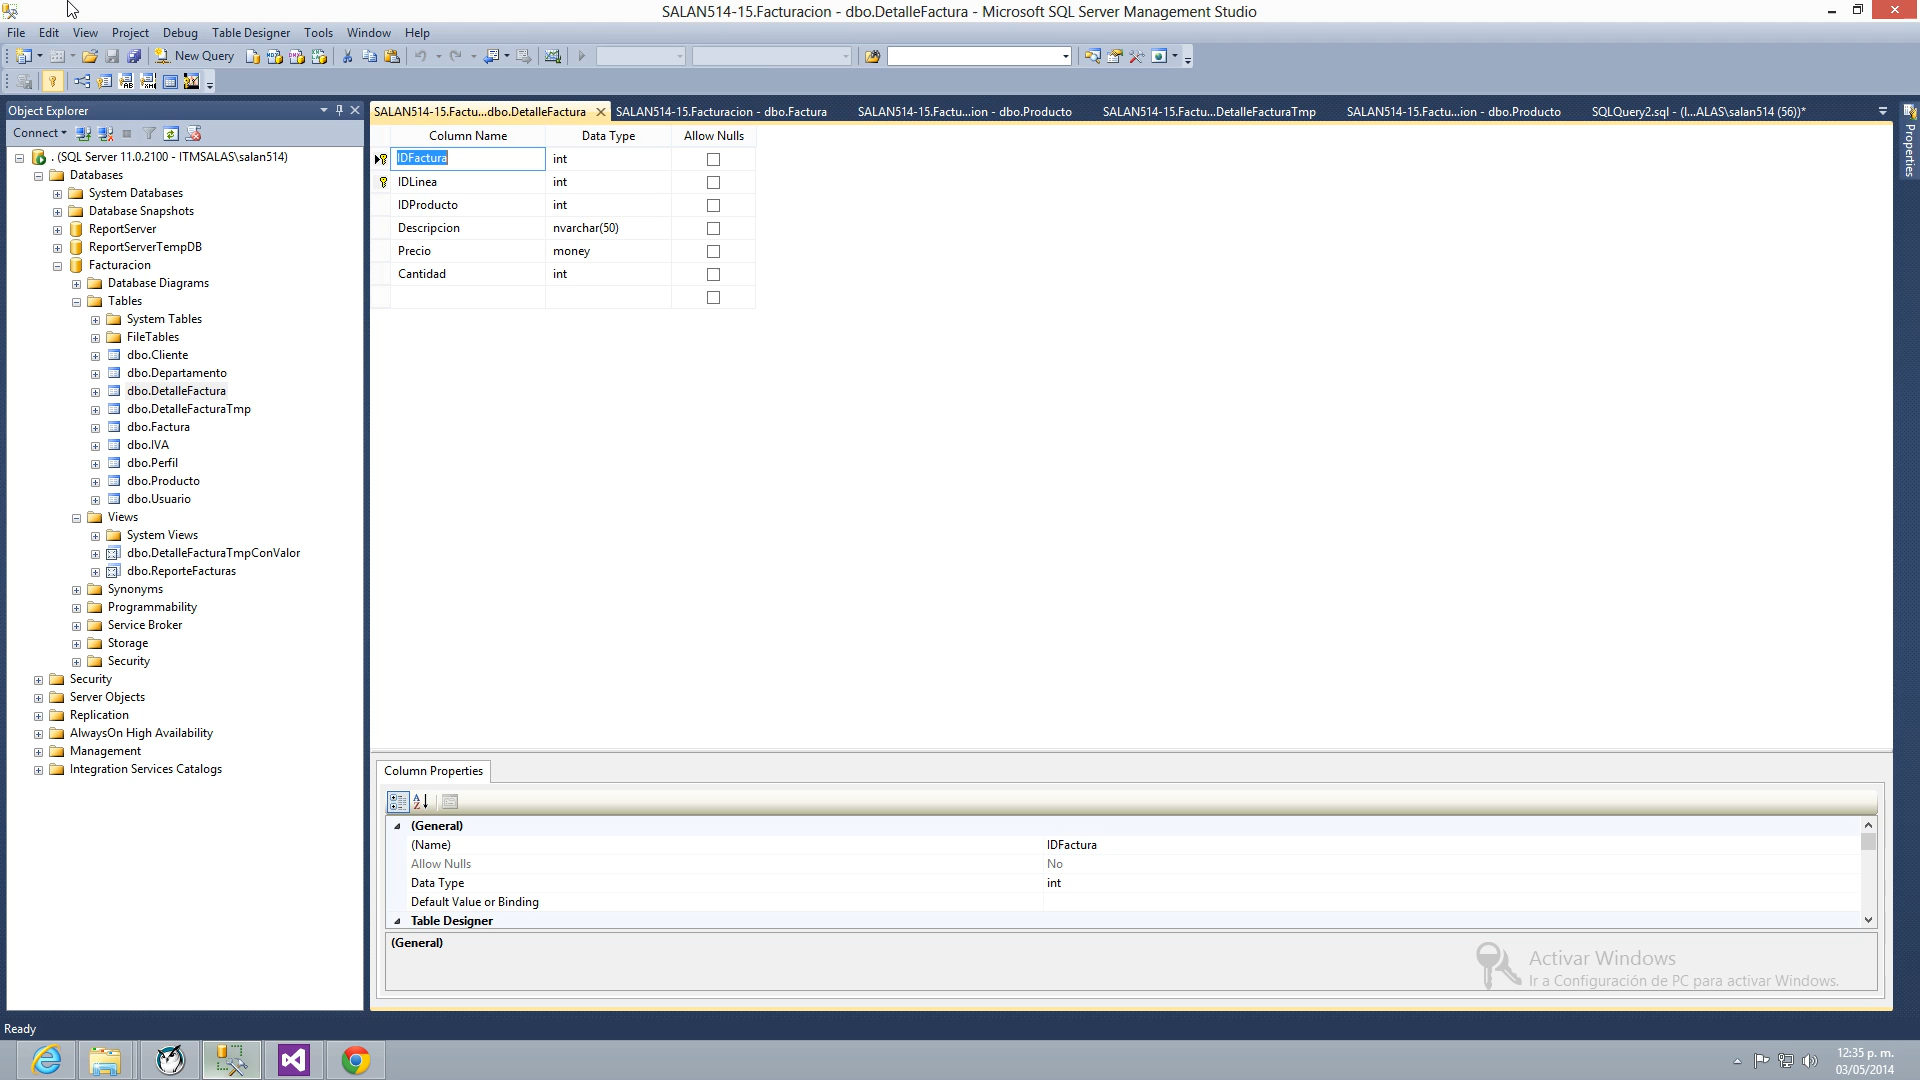 SALAN514-15.Facturacion - dbo.DetalleFactura - Microsoft SQL Server Management Studio
File Edit View Project Debug Table Designer Tools Window Help
New Query
Object Explorer
Connect
. (SQL Server 11.0.2100 - ITMSALAS\salan514)
Databases
System Databases
Database Snapshots
ReportServer
ReportServerTempDB
Facturacion
Database Diagrams
Tables
System Tables
FileTables
dbo.Cliente
dbo.Departamento
dbo.DetalleFactura
dbo.DetalleFacturaTmp
dbo.Factura
dbo.IVA
dbo.Perfil
dbo.Producto
dbo.Usuario
Views
System Views
dbo.DetalleFacturaTmpConValor
dbo.ReporteFacturas
Synonyms
Programmability
Service Broker
Storage
Security
Security
Server Objects
Replication
AlwaysOn High Availability
Management
Integration Services Catalogs
SALAN514-15.Factu...dbo.DetalleFactura SALAN514-15.Facturacion - dbo.Factura SALAN514-15.Factu...ion - dbo.Producto SALAN514-15.Factu...DetalleFacturaTmp SALAN514-15.Factu...ion - dbo.Producto SQLQuery2.sql - (l...ALAS\salan514 (56))*
Column Name Data Type Allow Nulls
IDFactura int
IDLinea int
IDProducto int
Descripcion nvarchar(50)
Precio money
Cantidad int
Properties
Column Properties
(General)
(Name) IDFactura
Allow Nulls No
Data Type int
Default Value or Binding
Table Designer
(General)
Activar Windows
Ir a Configuración de PC para activar Windows.
Ready
12:35 p. m.
03/05/2014